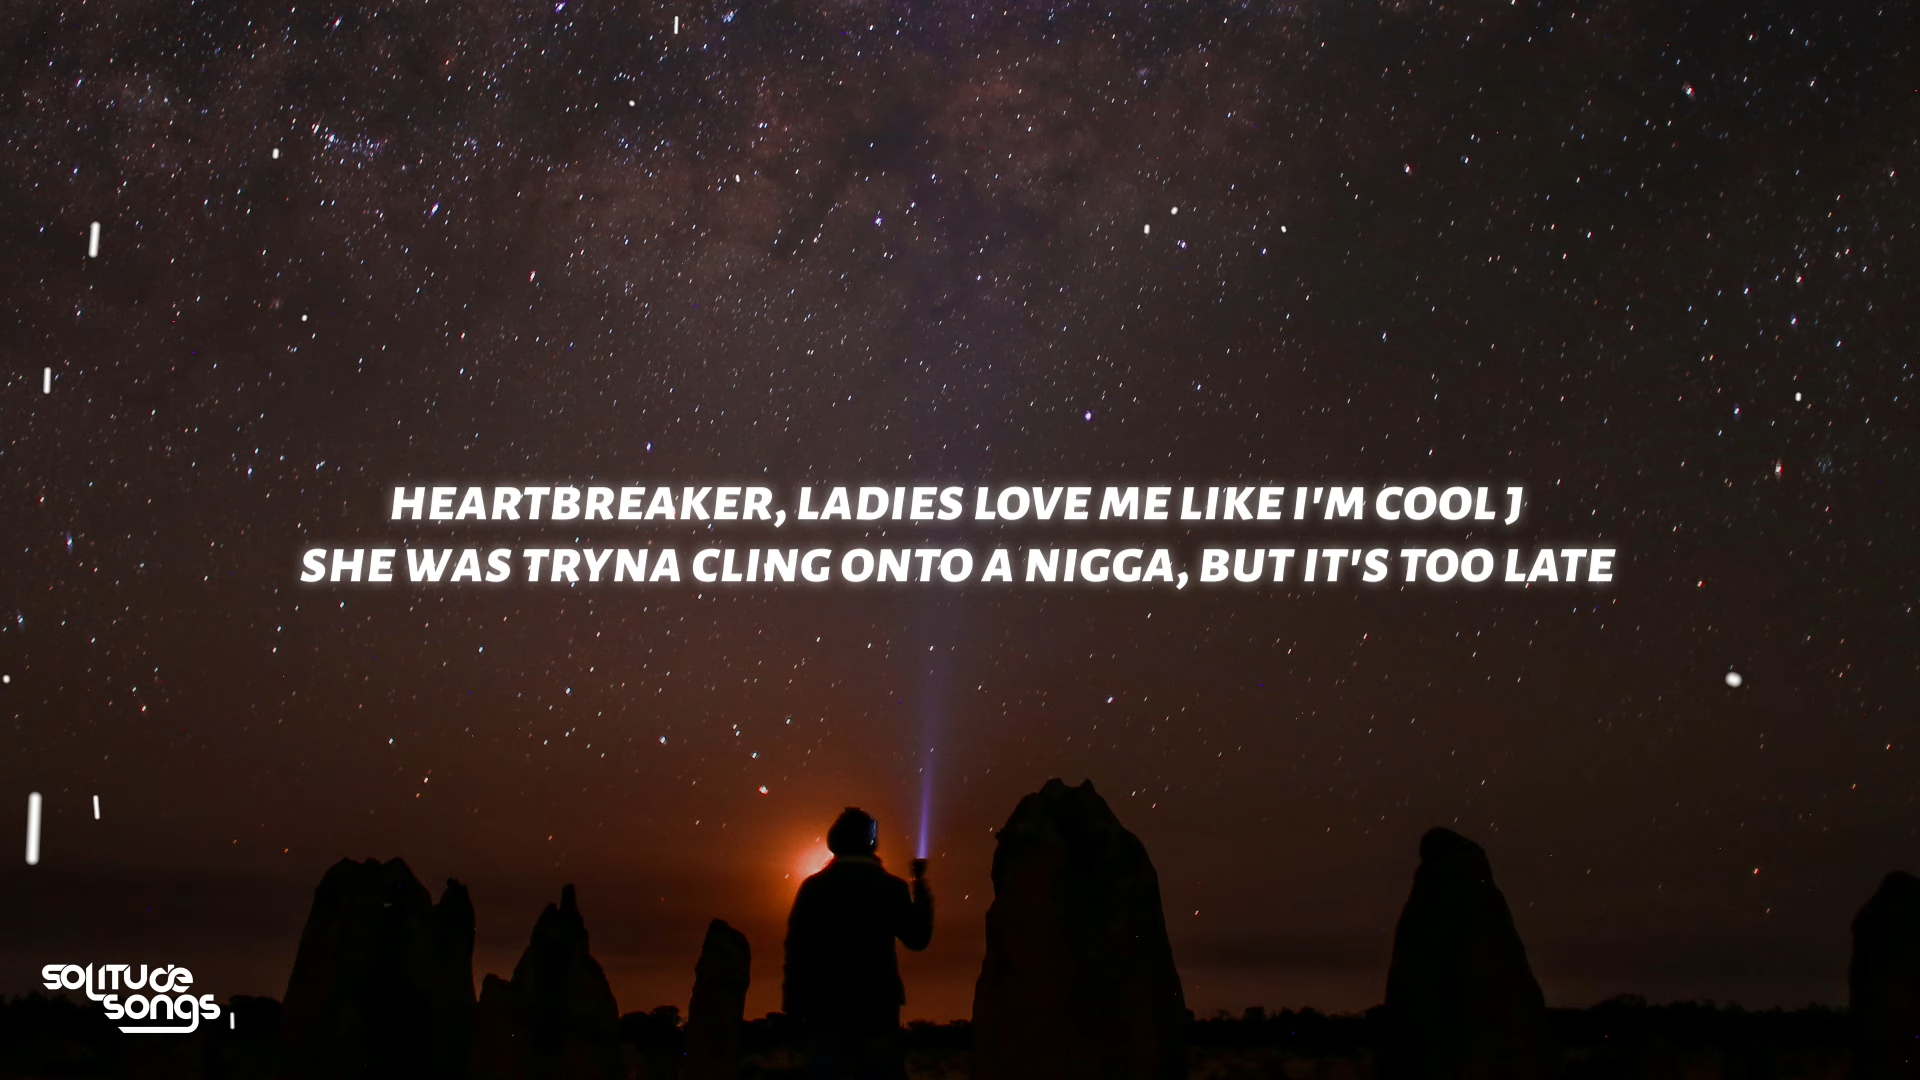 HEARTBREAKER, LADIES LOVE ME LIKE I'M COOL J
SHE WAS TRYNA CLING ONTO A NIGGA, BUT IT'S TOO LATE
SOLITUDE
SONGS